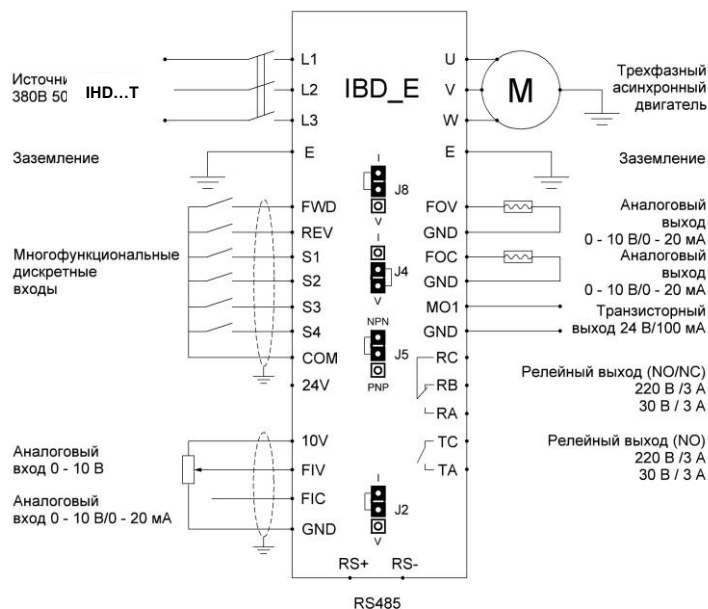 L1
U
Источни
380В 50
IHD...T
L2
IBD_E
V
M
Трехфазный
асинхронный
двигатель
L3
W
Заземление
E
E
Заземление
I
J8
V
FWD
FOV
Аналоговый
выход
0 - 10 В/0 - 20 мА
REV
GND
Многофункциональные
дискретные
входы
S1
I
J4
V
FOC
Аналоговый
выход
0 - 10 В/0 - 20 мА
S2
GND
S3
MO1
Транзисторный
выход 24 В/100 мА
S4
NPN
J5
PNP
GND
COM
RC
Релейный выход (NO/NC)
220 В /3 А
30 В / 3 А
24V
RB
RA
Аналоговый
вход 0 - 10 В
10V
TC
Релейный выход (NO)
220 В /3 А
30 В / 3 А
FIV
TA
Аналоговый
вход 0 - 10 В/0 - 20 мА
FIC
I
J2
V
GND
RS+ RS-
RS485